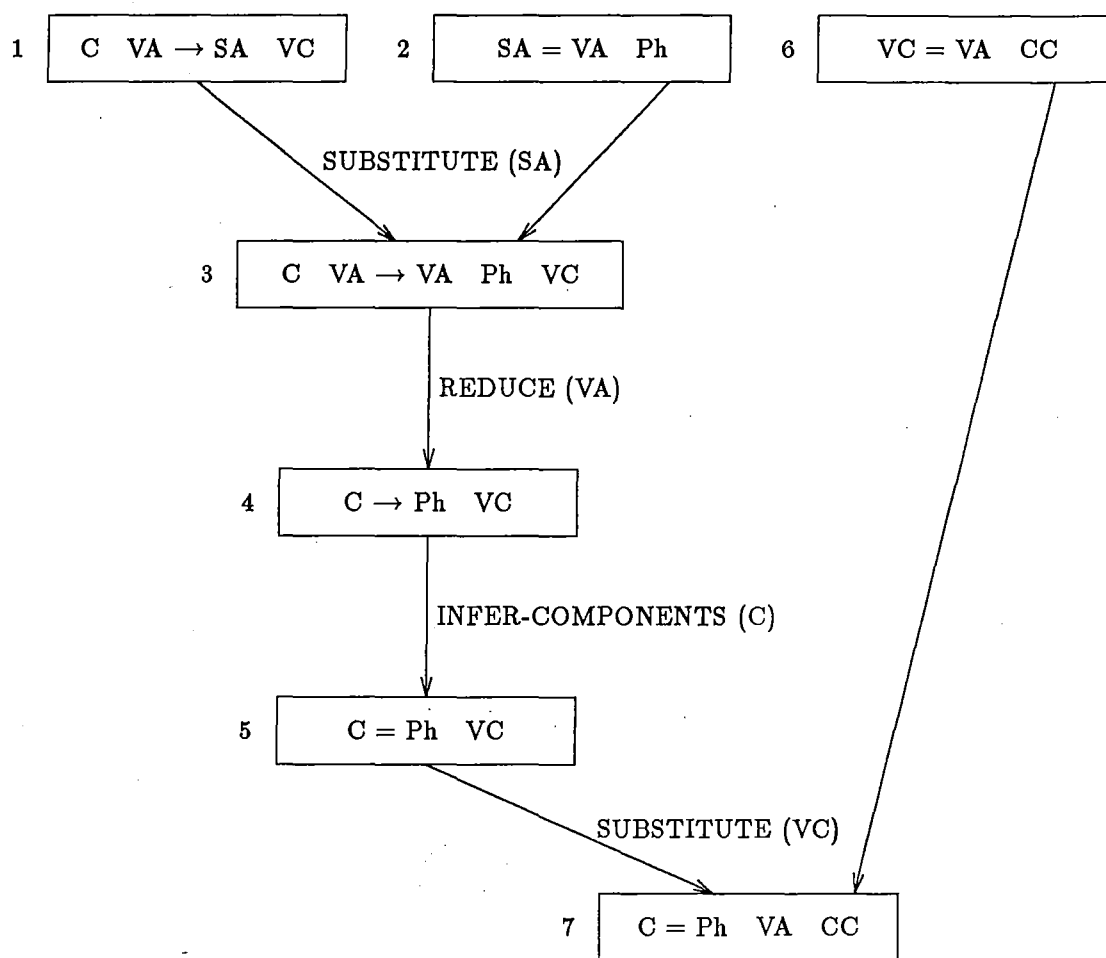 1 C VA → SA VC 2 SA = VA Ph 6 VC = VA CC
SUBSTITUTE (SA)
3 C VA → VA Ph VC
REDUCE (VA)
4 C → Ph VC
INFER-COMPONENTS (C)
5 C = Ph VC
SUBSTITUTE (VC)
7 C = Ph VA CC